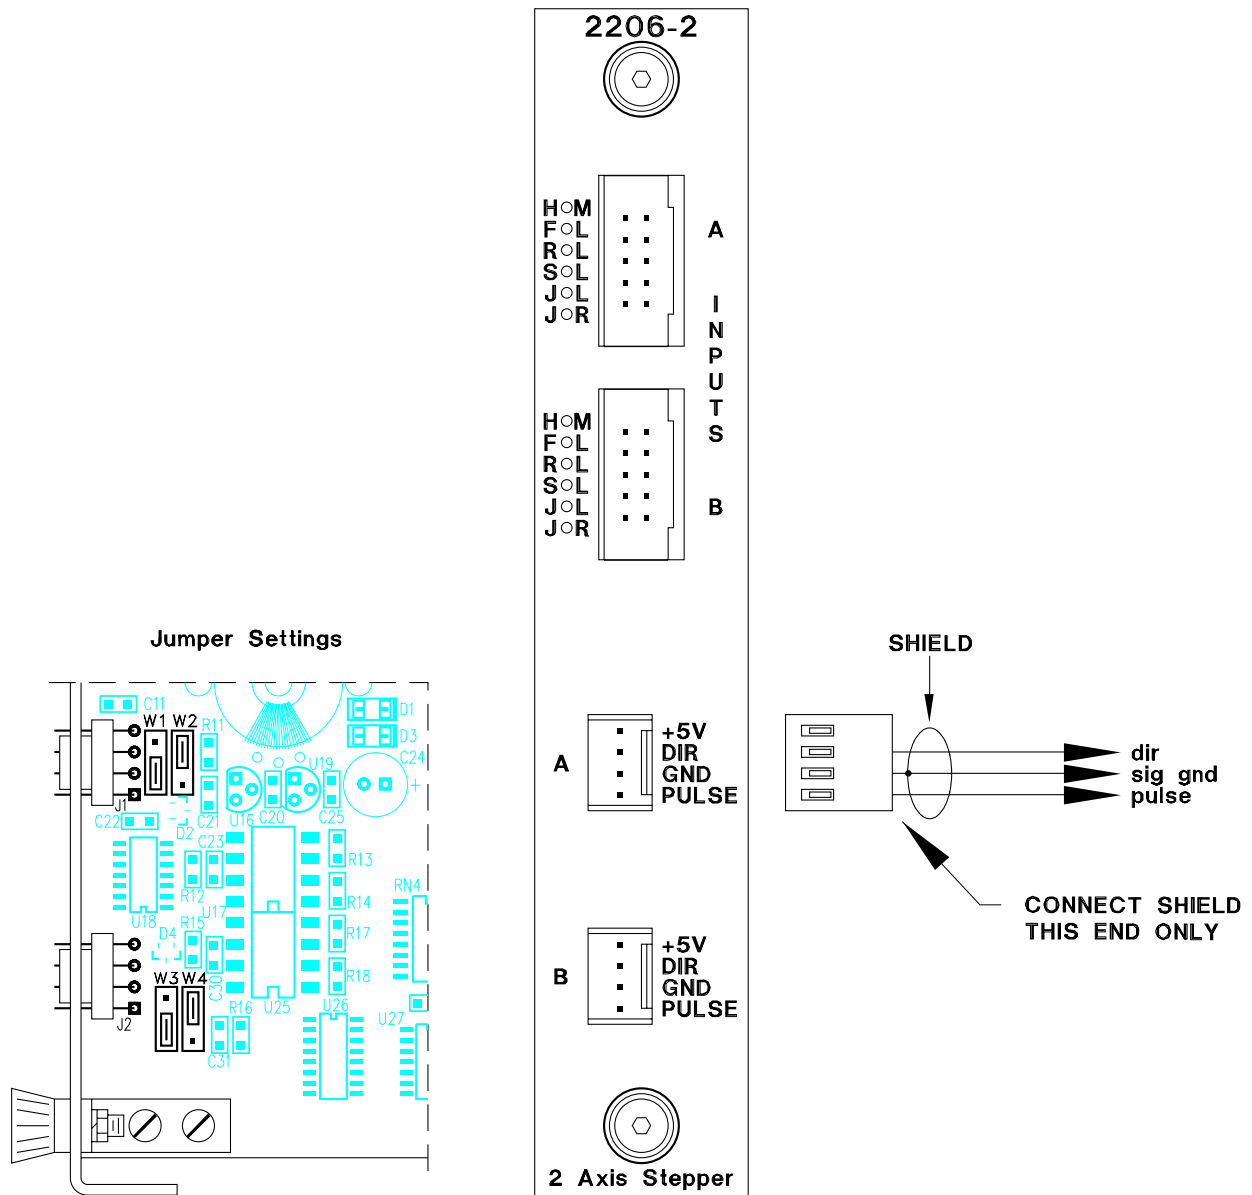 2206-2
H M
F L
R L
S L
J L
J R
A
INPUTS
H M
F L
R L
S L
J L
J R
B
A
+5V
DIR
GND
PULSE
B
+5V
DIR
GND
PULSE
2 Axis Stepper
Jumper Settings
C11
W1 W2
R11
D1
D3
C24
+
U19
J1
C22
D2
C21
U16
C20
C25
C23
R13
R12
R14
RN4
U17
U18
R15
D4
R17
W3 W4
C30
R18
R16
U25
U26
U27
J2
C31
SHIELD
dir
sig gnd
pulse
CONNECT SHIELD
THIS END ONLY